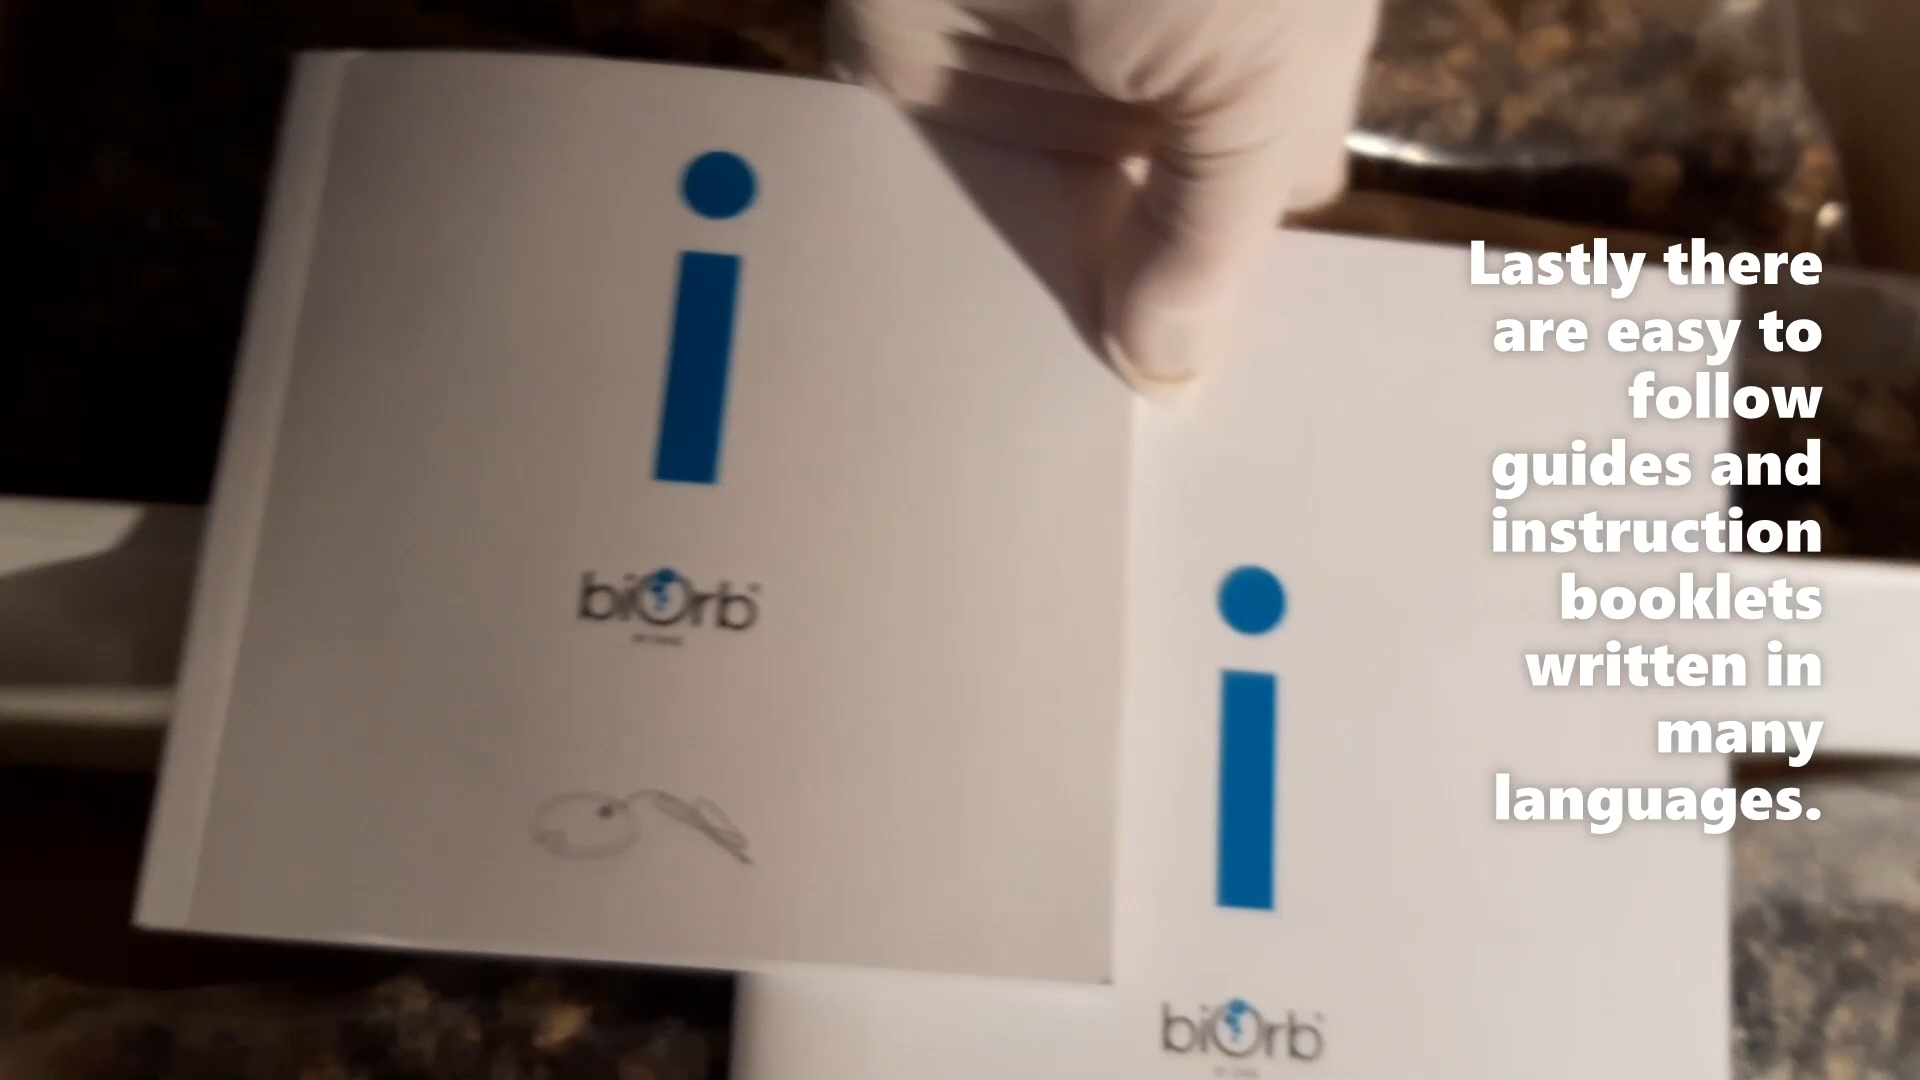 i
biOrb
i
biOrb
Lastly there
are easy to
follow
guides and
instruction
booklets
written in
many
languages.